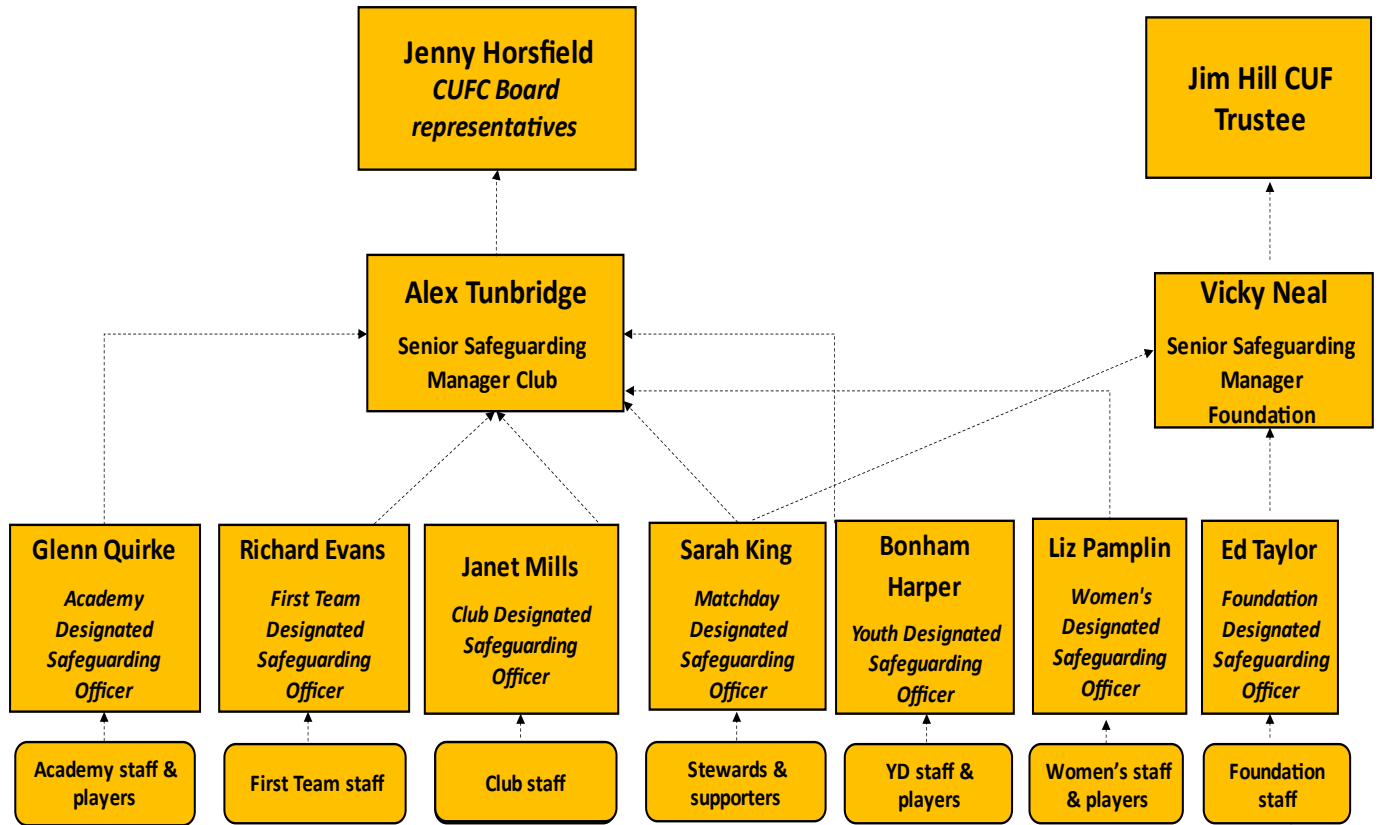 Jenny Horsfield
CUFC Board
representatives
Jim Hill CUF
Trustee
Alex Tunbridge
Senior Safeguarding
Manager Club
Vicky Neal
Senior Safeguarding
Manager
Foundation
Glenn Quirke
Academy
Designated
Safeguarding
Officer
Richard Evans
First Team
Designated
Safeguarding
Officer
Janet Mills
Club Designated
Safeguarding
Officer
Sarah King
Matchday
Designated
Safeguarding
Officer
Bonham
Harper
Youth Designated
Safeguarding
Officer
Liz Pamplin
Women's
Designated
Safeguarding
Officer
Ed Taylor
Foundation
Designated
Safeguarding
Officer
Academy staff &
players
First Team staff
Club staff
Stewards &
supporters
YD staff &
players
Women’s staff
& players
Foundation
staff